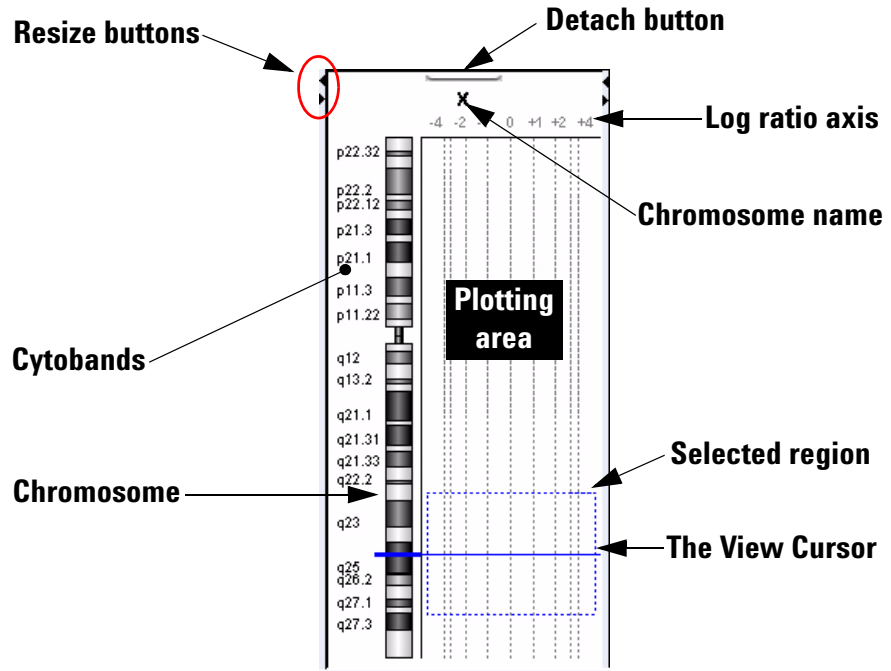 Detach button
Resize buttons
X
-4 -2 0 +1 +2 +4
Log ratio axis
p22.32
p22.2
p22.12
Chromosome name
p21.3
p21.1
p11.3
p11.22
Plotting
area
Cytobands
q12
q13.2
q21.1
q21.31
q21.33
Selected region
q22.2
Chromosome
q23
The View Cursor
q25
q26.2
q27.1
q27.3